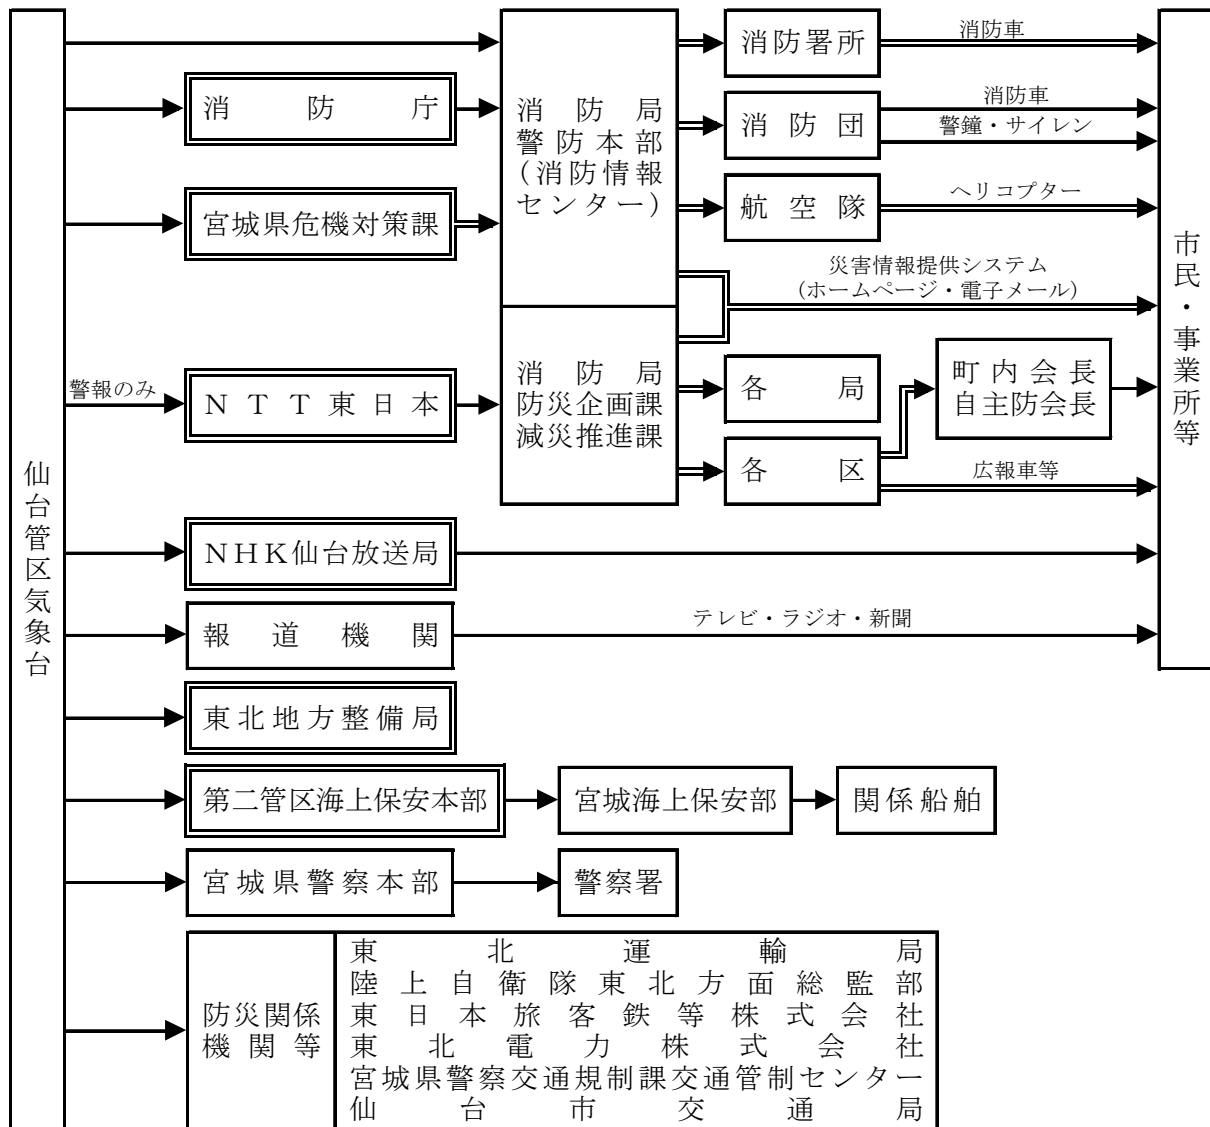 仙台管区気象台
消防庁
宮城県危機対策課
警報のみ
NTT東日本
NHK仙台放送局
報道機関
東北地方整備局
第二管区海上保安本部
宮城海上保安部
関係船舶
宮城県警察本部
警察署
防災関係
機関等
東北運輸局
陸上自衛隊東北方面総監部
東日本旅客鉄等株式会社
東北電力株式会社
宮城県警察交通規制課交通管制センター
仙台市交通局
消防局
警防本部
(消防情報
センター)
消防局
防災企画課
減災推進課
消防署所
消防車
消防団
消防車
警鐘・サイレン
航空隊
ヘリコプター
災害情報提供システム
(ホームページ・電子メール)
各局
各区
町内会長
自主防会長
広報車等
テレビ・ラジオ・新聞
市民・事業所等